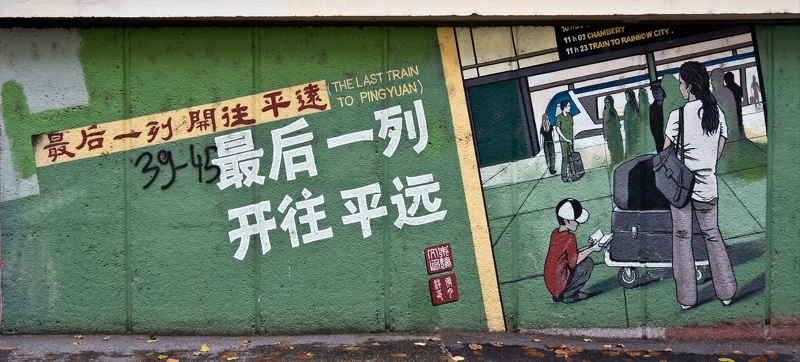 最后一列 開往 平遠
(THE LAST TRAIN
TO PINGYUAN)
39-45
最后一列
开往平远
11 h 03 CHAMBERY
11 h 23 TRAIN TO RAINBOW CITY